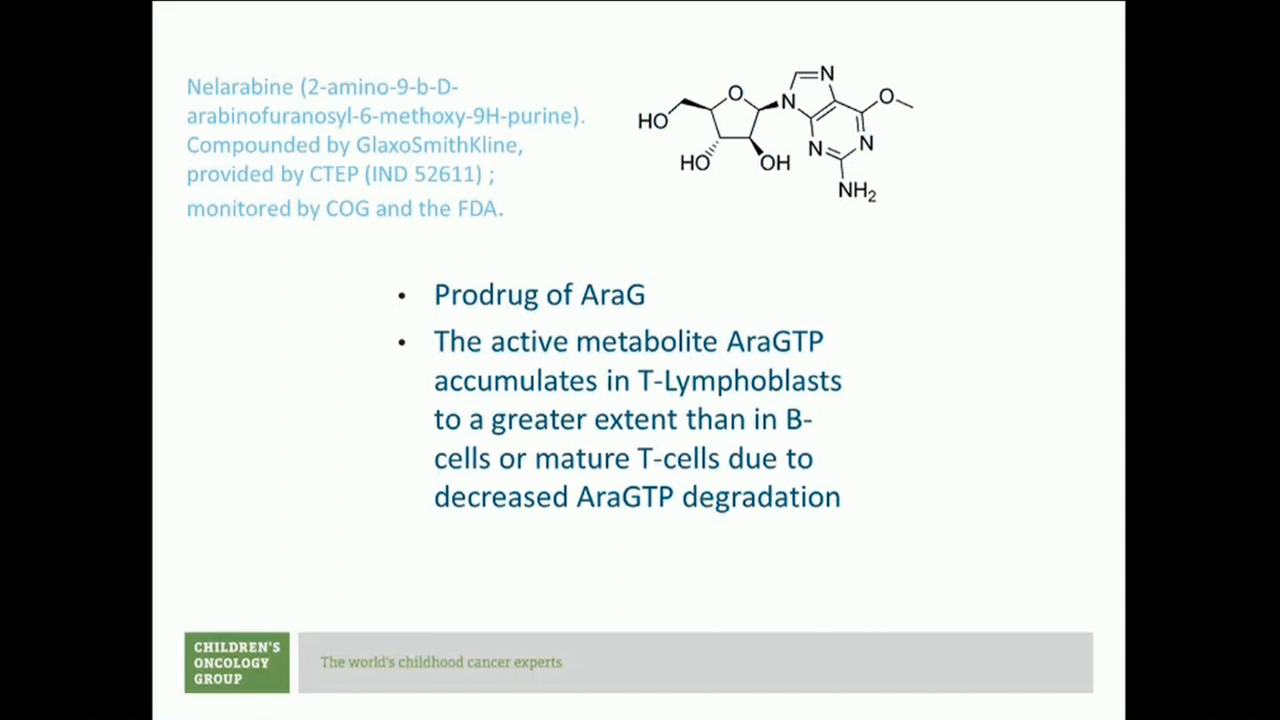 Nelarabine (2-amino-9-b-D-
arabinofuranosyl-6-methoxy-9H-purine).
Compounded by GlaxoSmithKline,
provided by CTEP (IND 52611) ;
monitored by COG and the FDA.
O
N
N
O
HO
N
N
HO
OH
NH2
• Prodrug of AraG
• The active metabolite AraGTP
accumulates in T-Lymphoblasts
to a greater extent than in B-
cells or mature T-cells due to
decreased AraGTP degradation
CHILDREN'S
ONCOLOGY
GROUP
The world's childhood cancer experts